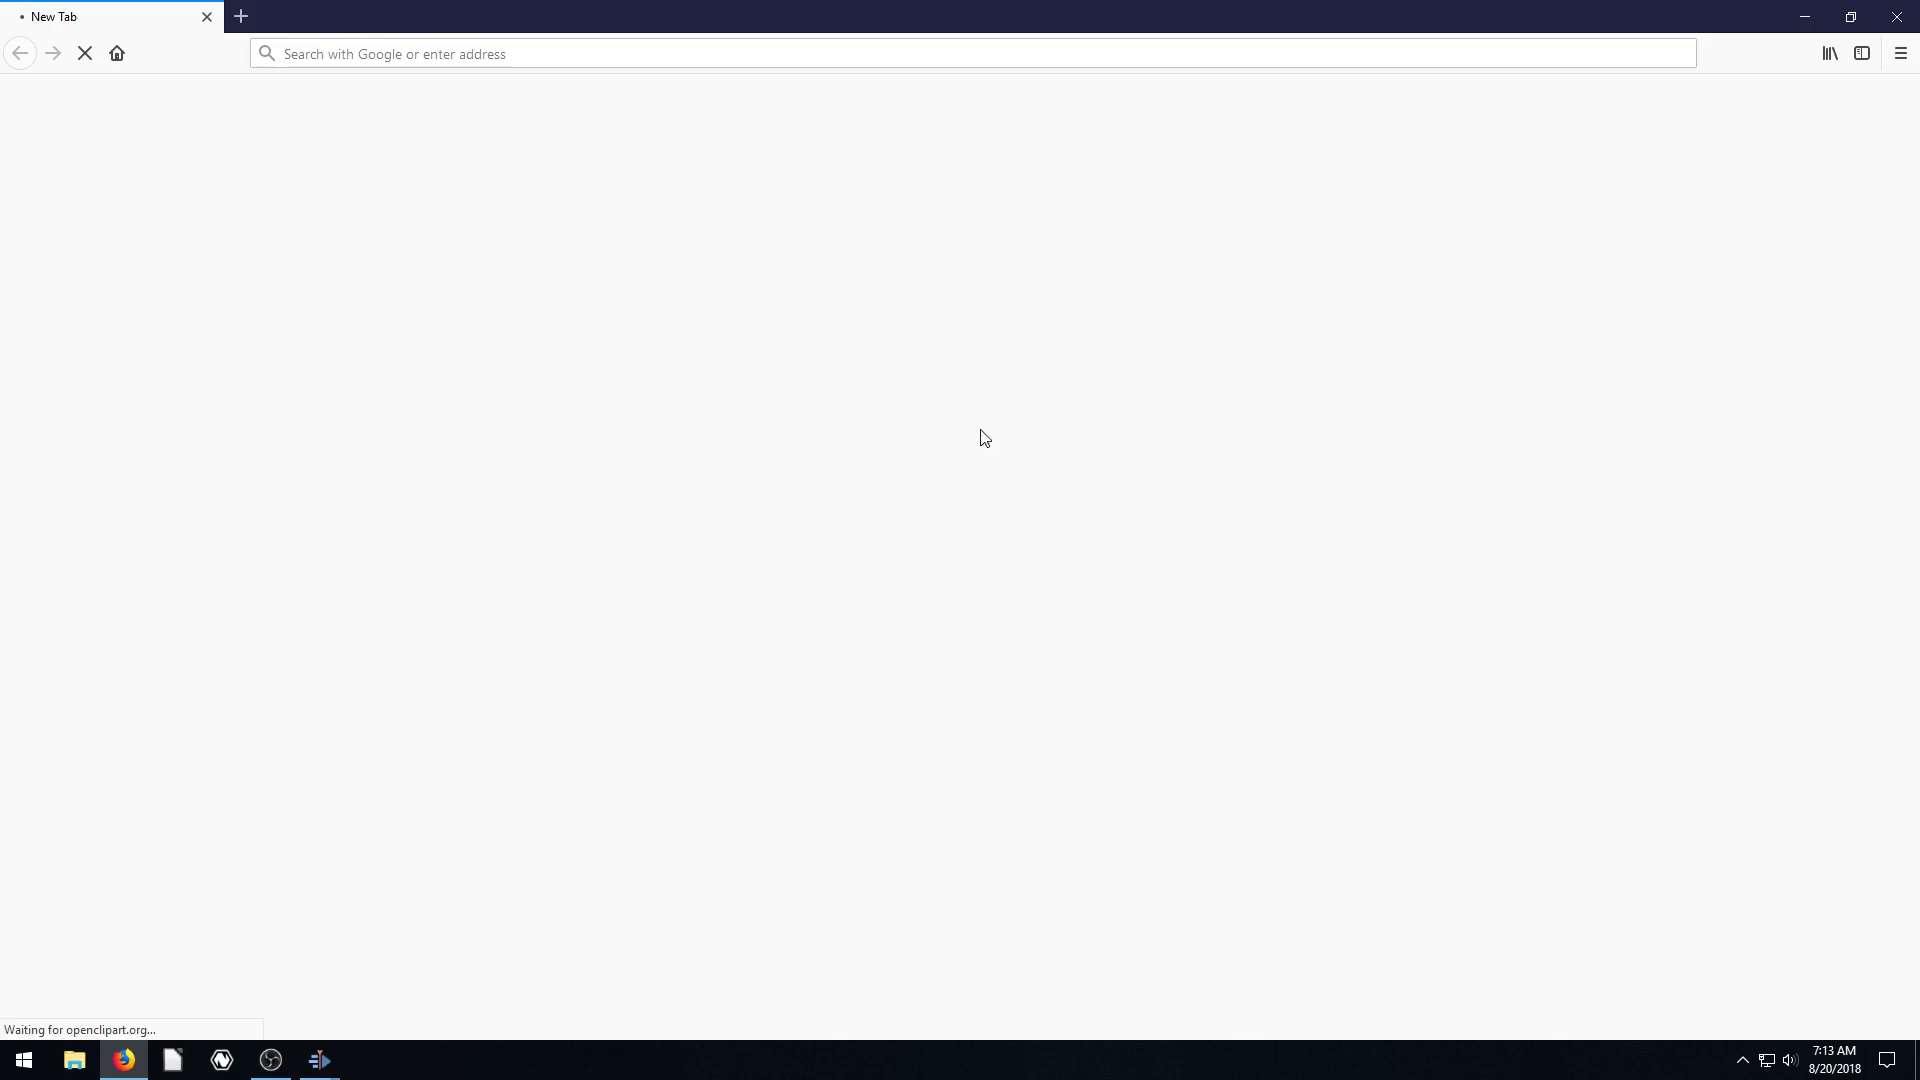 New Tab
Search with Google or enter address
Waiting for openclipart.org...
7:13 AM
8/20/2018